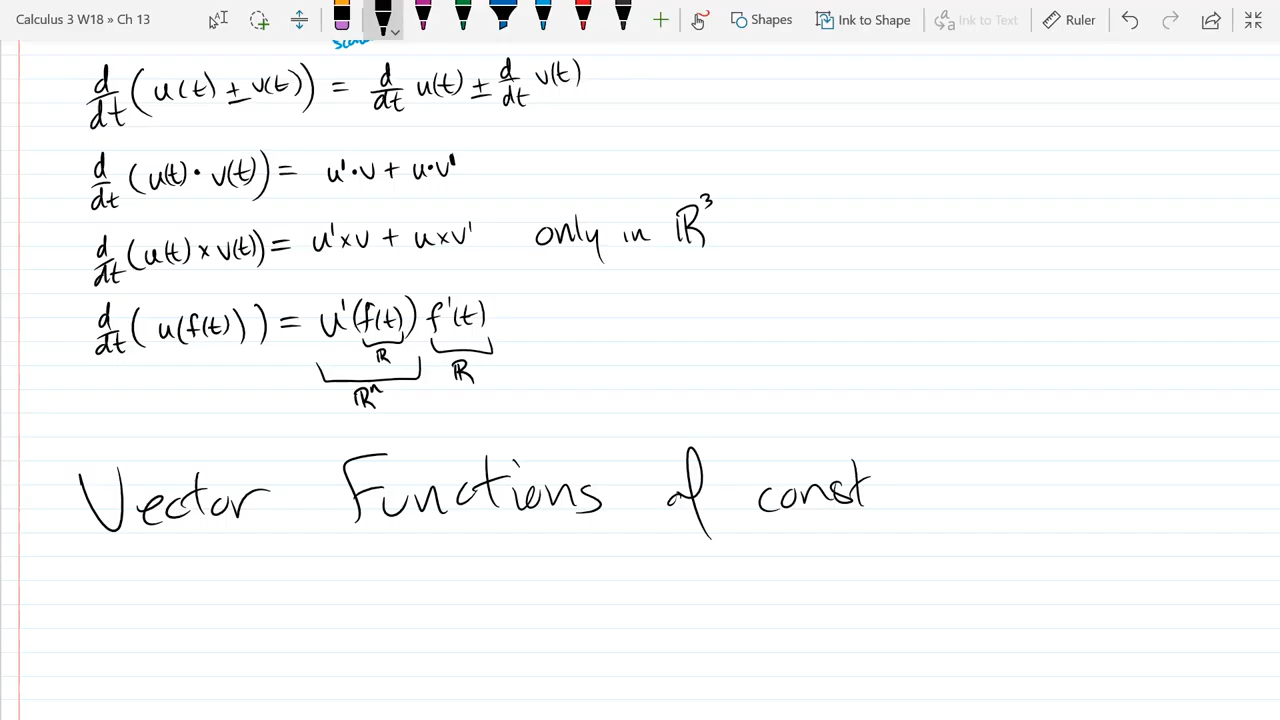 Calculus 3 W18 » Ch 13
Shapes
Ink to Shape
Ink to Text
Ruler
d/dt (u(t) ± v(t)) = d/dt u(t) ± d/dt v(t)
d/dt (u(t) · v(t)) = u'·v + u·v'
d/dt (u(t) × v(t)) = u'×v + u×v' only in ℝ³
d/dt (u(f(t))) = u'(f(t)) f'(t)
ℝ
ℝ
ℝⁿ
Vector Functions of const